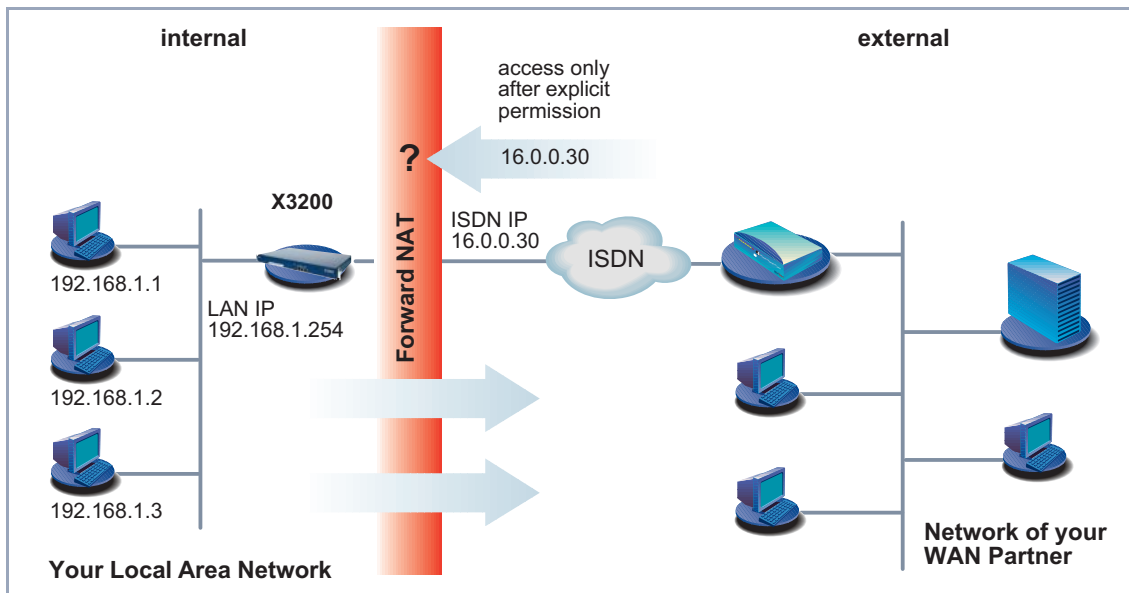 internal
external
access only
after explicit
permission
16.0.0.30
?
X3200
Forward NAT
ISDN IP
16.0.0.30
ISDN
192.168.1.1
LAN IP
192.168.1.254
192.168.1.2
192.168.1.3
Your Local Area Network
Network of your
WAN Partner